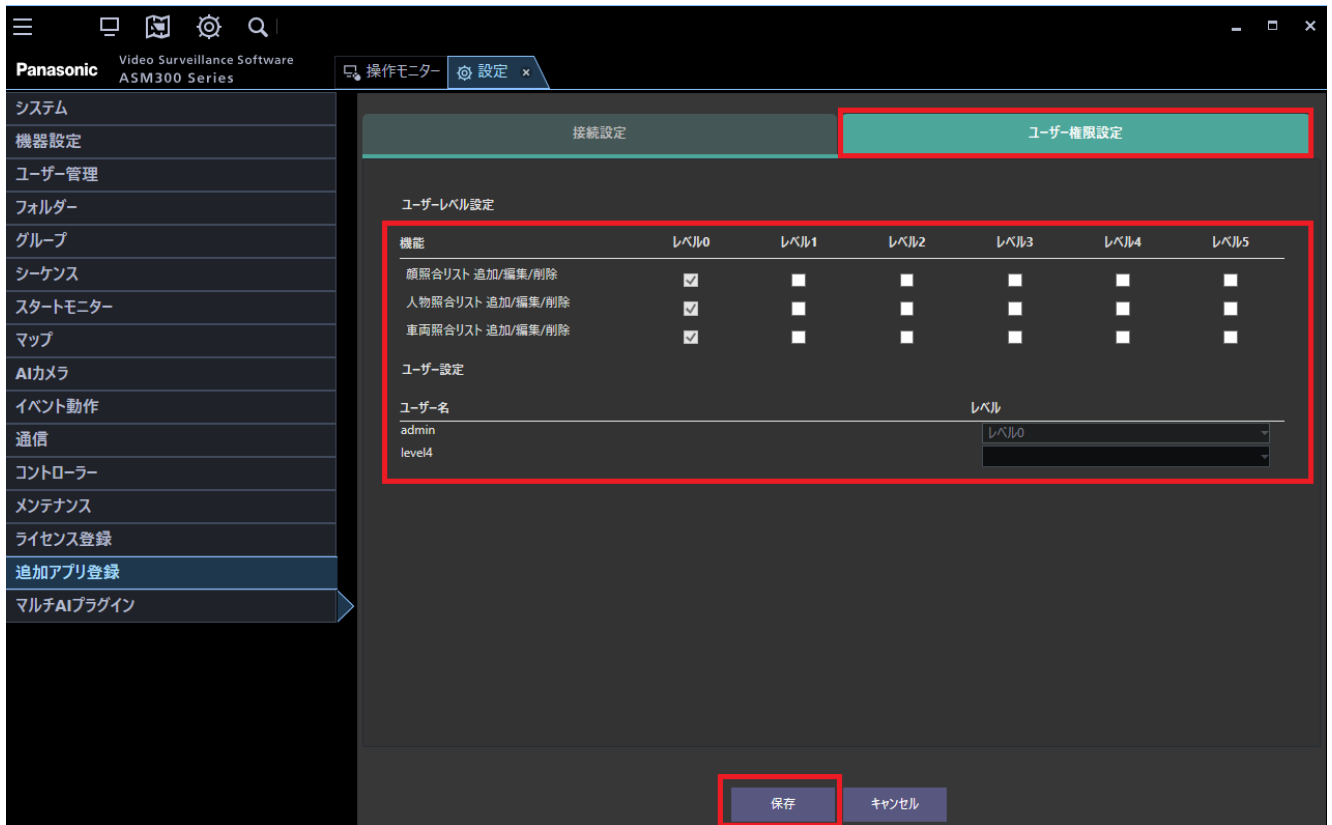 Panasonic
Video Surveillance Software
ASM300 Series
操作モニター
設定
システム
機器設定
ユーザー管理
フォルダー
グループ
シーケンス
スタートモニター
マップ
AIカメラ
イベント動作
通信
コントローラー
メンテナンス
ライセンス登録
追加アプリ登録
マルチAIプラグイン
接続設定
ユーザー権限設定
ユーザーレベル設定
機能 レベル0 レベル1 レベル2 レベル3 レベル4 レベル5
顔照合リスト 追加/編集/削除
人物照合リスト 追加/編集/削除
車両照合リスト 追加/編集/削除
ユーザー設定
ユーザー名 レベル
admin レベル0
level4
保存 キャンセル